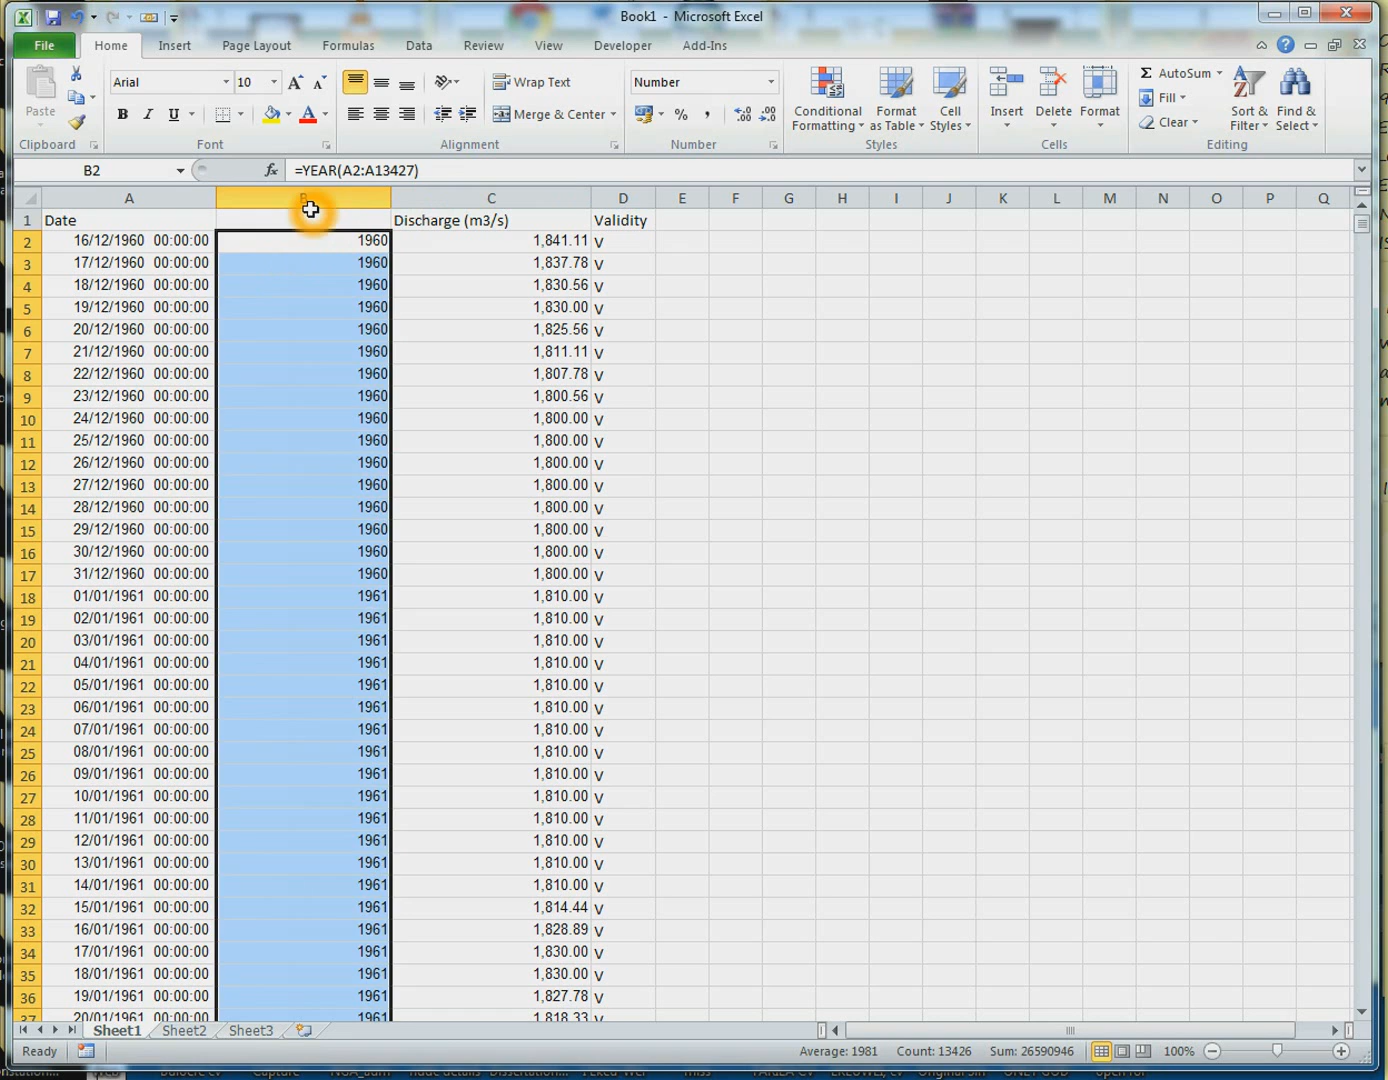 Book1 - Microsoft Excel
File Home Insert Page Layout Formulas Data Review View Developer Add-Ins
Paste
Arial 10
B I U
Wrap Text
Merge & Center
Number
%
Conditional Formatting
Format as Table
Cell Styles
Insert
Delete
Format
Σ AutoSum
Fill
Clear
Sort & Filter
Find & Select
Clipboard Font Alignment Number Styles Cells Editing
B2 fx =YEAR(A2:A13427)
A C D E F G H I J K L M N O P Q
1 Date Discharge (m3/s) Validity
2 16/12/1960 00:00:00 1960 1,841.11 V
3 17/12/1960 00:00:00 1960 1,837.78 V
4 18/12/1960 00:00:00 1960 1,830.56 V
5 19/12/1960 00:00:00 1960 1,830.00 V
6 20/12/1960 00:00:00 1960 1,825.56 V
7 21/12/1960 00:00:00 1960 1,811.11 V
8 22/12/1960 00:00:00 1960 1,807.78 V
9 23/12/1960 00:00:00 1960 1,800.56 V
10 24/12/1960 00:00:00 1960 1,800.00 V
11 25/12/1960 00:00:00 1960 1,800.00 V
12 26/12/1960 00:00:00 1960 1,800.00 V
13 27/12/1960 00:00:00 1960 1,800.00 V
14 28/12/1960 00:00:00 1960 1,800.00 V
15 29/12/1960 00:00:00 1960 1,800.00 V
16 30/12/1960 00:00:00 1960 1,800.00 V
17 31/12/1960 00:00:00 1960 1,800.00 V
18 01/01/1961 00:00:00 1961 1,810.00 V
19 02/01/1961 00:00:00 1961 1,810.00 V
20 03/01/1961 00:00:00 1961 1,810.00 V
21 04/01/1961 00:00:00 1961 1,810.00 V
22 05/01/1961 00:00:00 1961 1,810.00 V
23 06/01/1961 00:00:00 1961 1,810.00 V
24 07/01/1961 00:00:00 1961 1,810.00 V
25 08/01/1961 00:00:00 1961 1,810.00 V
26 09/01/1961 00:00:00 1961 1,810.00 V
27 10/01/1961 00:00:00 1961 1,810.00 V
28 11/01/1961 00:00:00 1961 1,810.00 V
29 12/01/1961 00:00:00 1961 1,810.00 V
30 13/01/1961 00:00:00 1961 1,810.00 V
31 14/01/1961 00:00:00 1961 1,810.00 V
32 15/01/1961 00:00:00 1961 1,814.44 V
33 16/01/1961 00:00:00 1961 1,828.89 V
34 17/01/1961 00:00:00 1961 1,830.00 V
35 18/01/1961 00:00:00 1961 1,830.00 V
36 19/01/1961 00:00:00 1961 1,827.78 V
37 20/01/1961 00:00:00 1961 1,818.33 V
Sheet1 Sheet2 Sheet3
Ready Average: 1981 Count: 13426 Sum: 26590946 100%